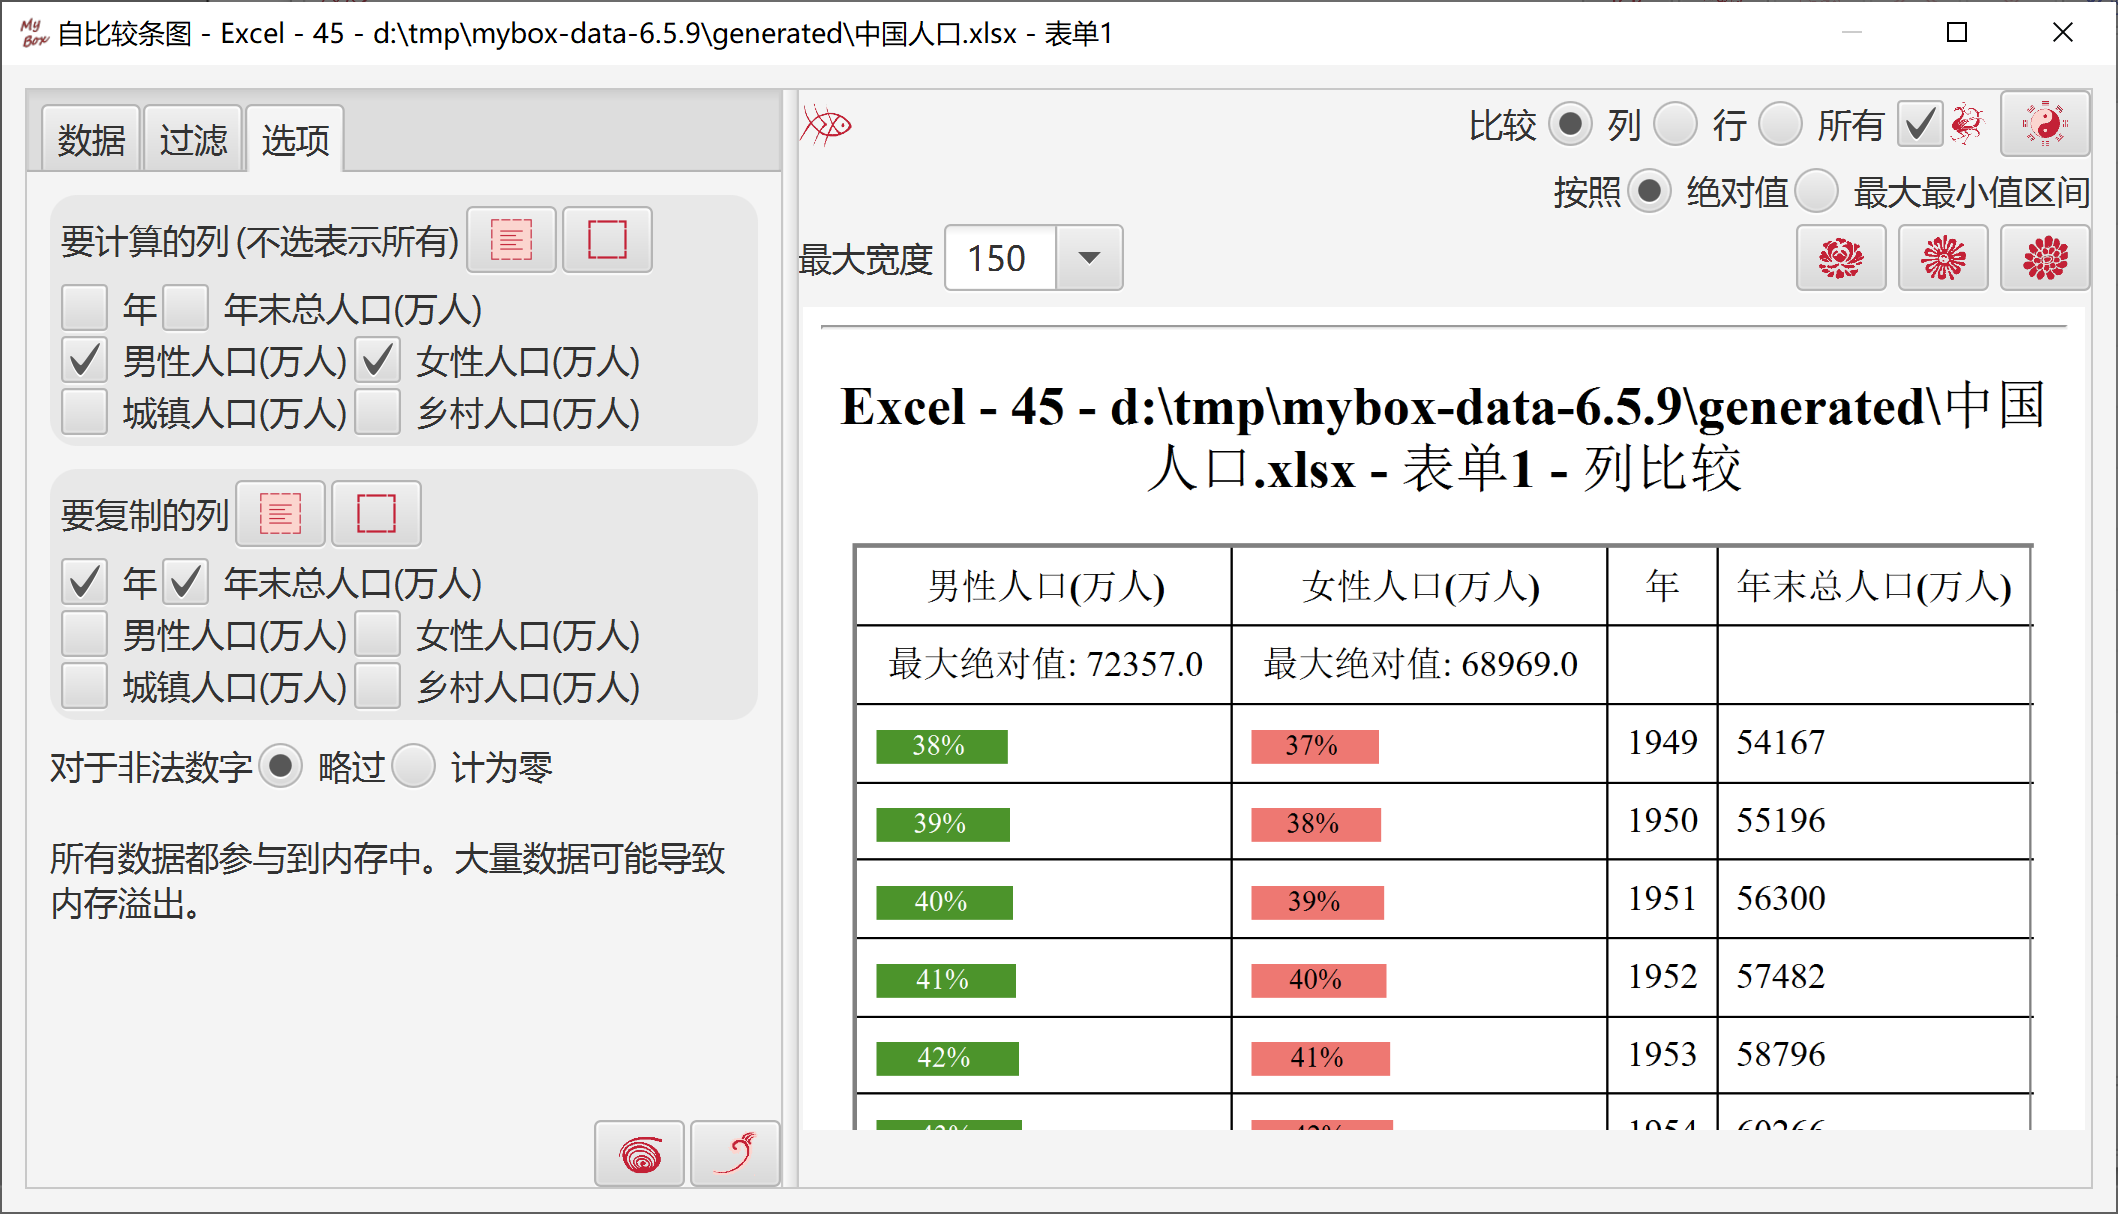 My Box 自比较条图 - Excel - 45 - d:\tmp\mybox-data-6.5.9\generated\中国人口.xlsx - 表单1
数据 过滤 选项
要计算的列 (不选表示所有)
年 年末总人口(万人)
男性人口(万人) 女性人口(万人)
城镇人口(万人) 乡村人口(万人)
要复制的列
年 年末总人口(万人)
男性人口(万人) 女性人口(万人)
城镇人口(万人) 乡村人口(万人)
对于非法数字 略过 计为零
所有数据都参与到内存中。大量数据可能导致
内存溢出。
比较 列 行 所有
按照 绝对值 最大最小值区间
最大宽度 150
Excel - 45 - d:\tmp\mybox-data-6.5.9\generated\中国
人口.xlsx - 表单1 - 列比较
男性人口(万人) 女性人口(万人) 年 年末总人口(万人)
最大绝对值: 72357.0 最大绝对值: 68969.0
38% 37% 1949 54167
39% 38% 1950 55196
40% 39% 1951 56300
41% 40% 1952 57482
42% 41% 1953 58796
1954 60266